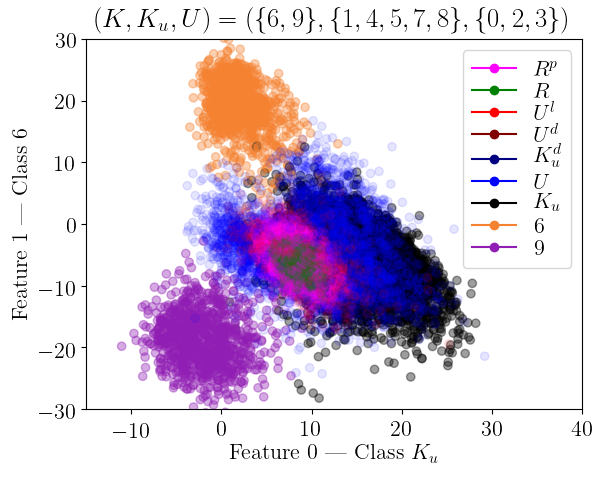 (K, K_u, U) = ({6, 9}, {1, 4, 5, 7, 8}, {0, 2, 3})
30
20
10
0
−10
−20
−30
Feature 1 — Class 6
R^p
R
U^l
U^d
K_u^d
U
K_u
6
9
−10
0
10
20
30
40
Feature 0 — Class K_u